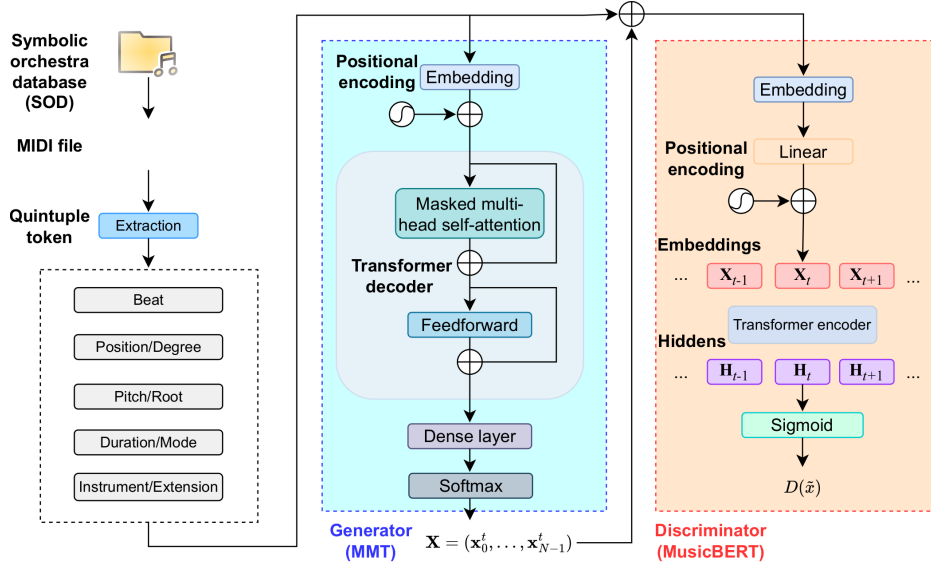 Symbolic
orchestra
database
(SOD)
MIDI file
Quintuple
token
Extraction
Beat
Position/Degree
Pitch/Root
Duration/Mode
Instrument/Extension
Positional
encoding
Embedding
Masked multi-
head self-attention
Transformer
decoder
Feedforward
Dense layer
Softmax
Generator
(MMT)
X = (x_0^t, . . . , x_{N-1}^t)
Embedding
Positional
encoding
Linear
Embeddings
... X_{t-1} X_t X_{t+1} ...
Transformer encoder
Hiddens
... H_{t-1} H_t H_{t+1} ...
Sigmoid
D(x̃)
Discriminator
(MusicBERT)